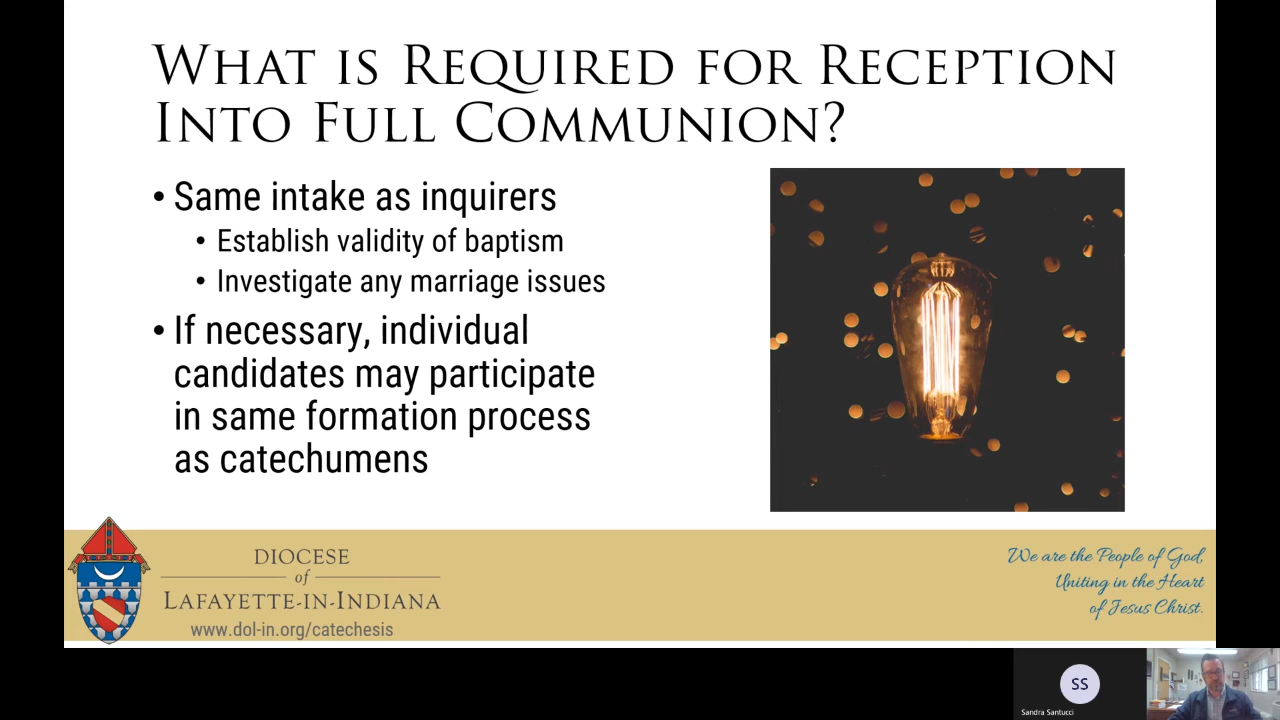 What is Required for Reception
Into Full Communion?
• Same intake as inquirers
• Establish validity of baptism
• Investigate any marriage issues
• If necessary, individual
candidates may participate
in same formation process
as catechumens
DIOCESE
of
LAFAYETTE-IN-INDIANA
www.dol-in.org/catechesis
We are the People of God,
Uniting in the Heart
of Jesus Christ.
SS
Sandra Santucci